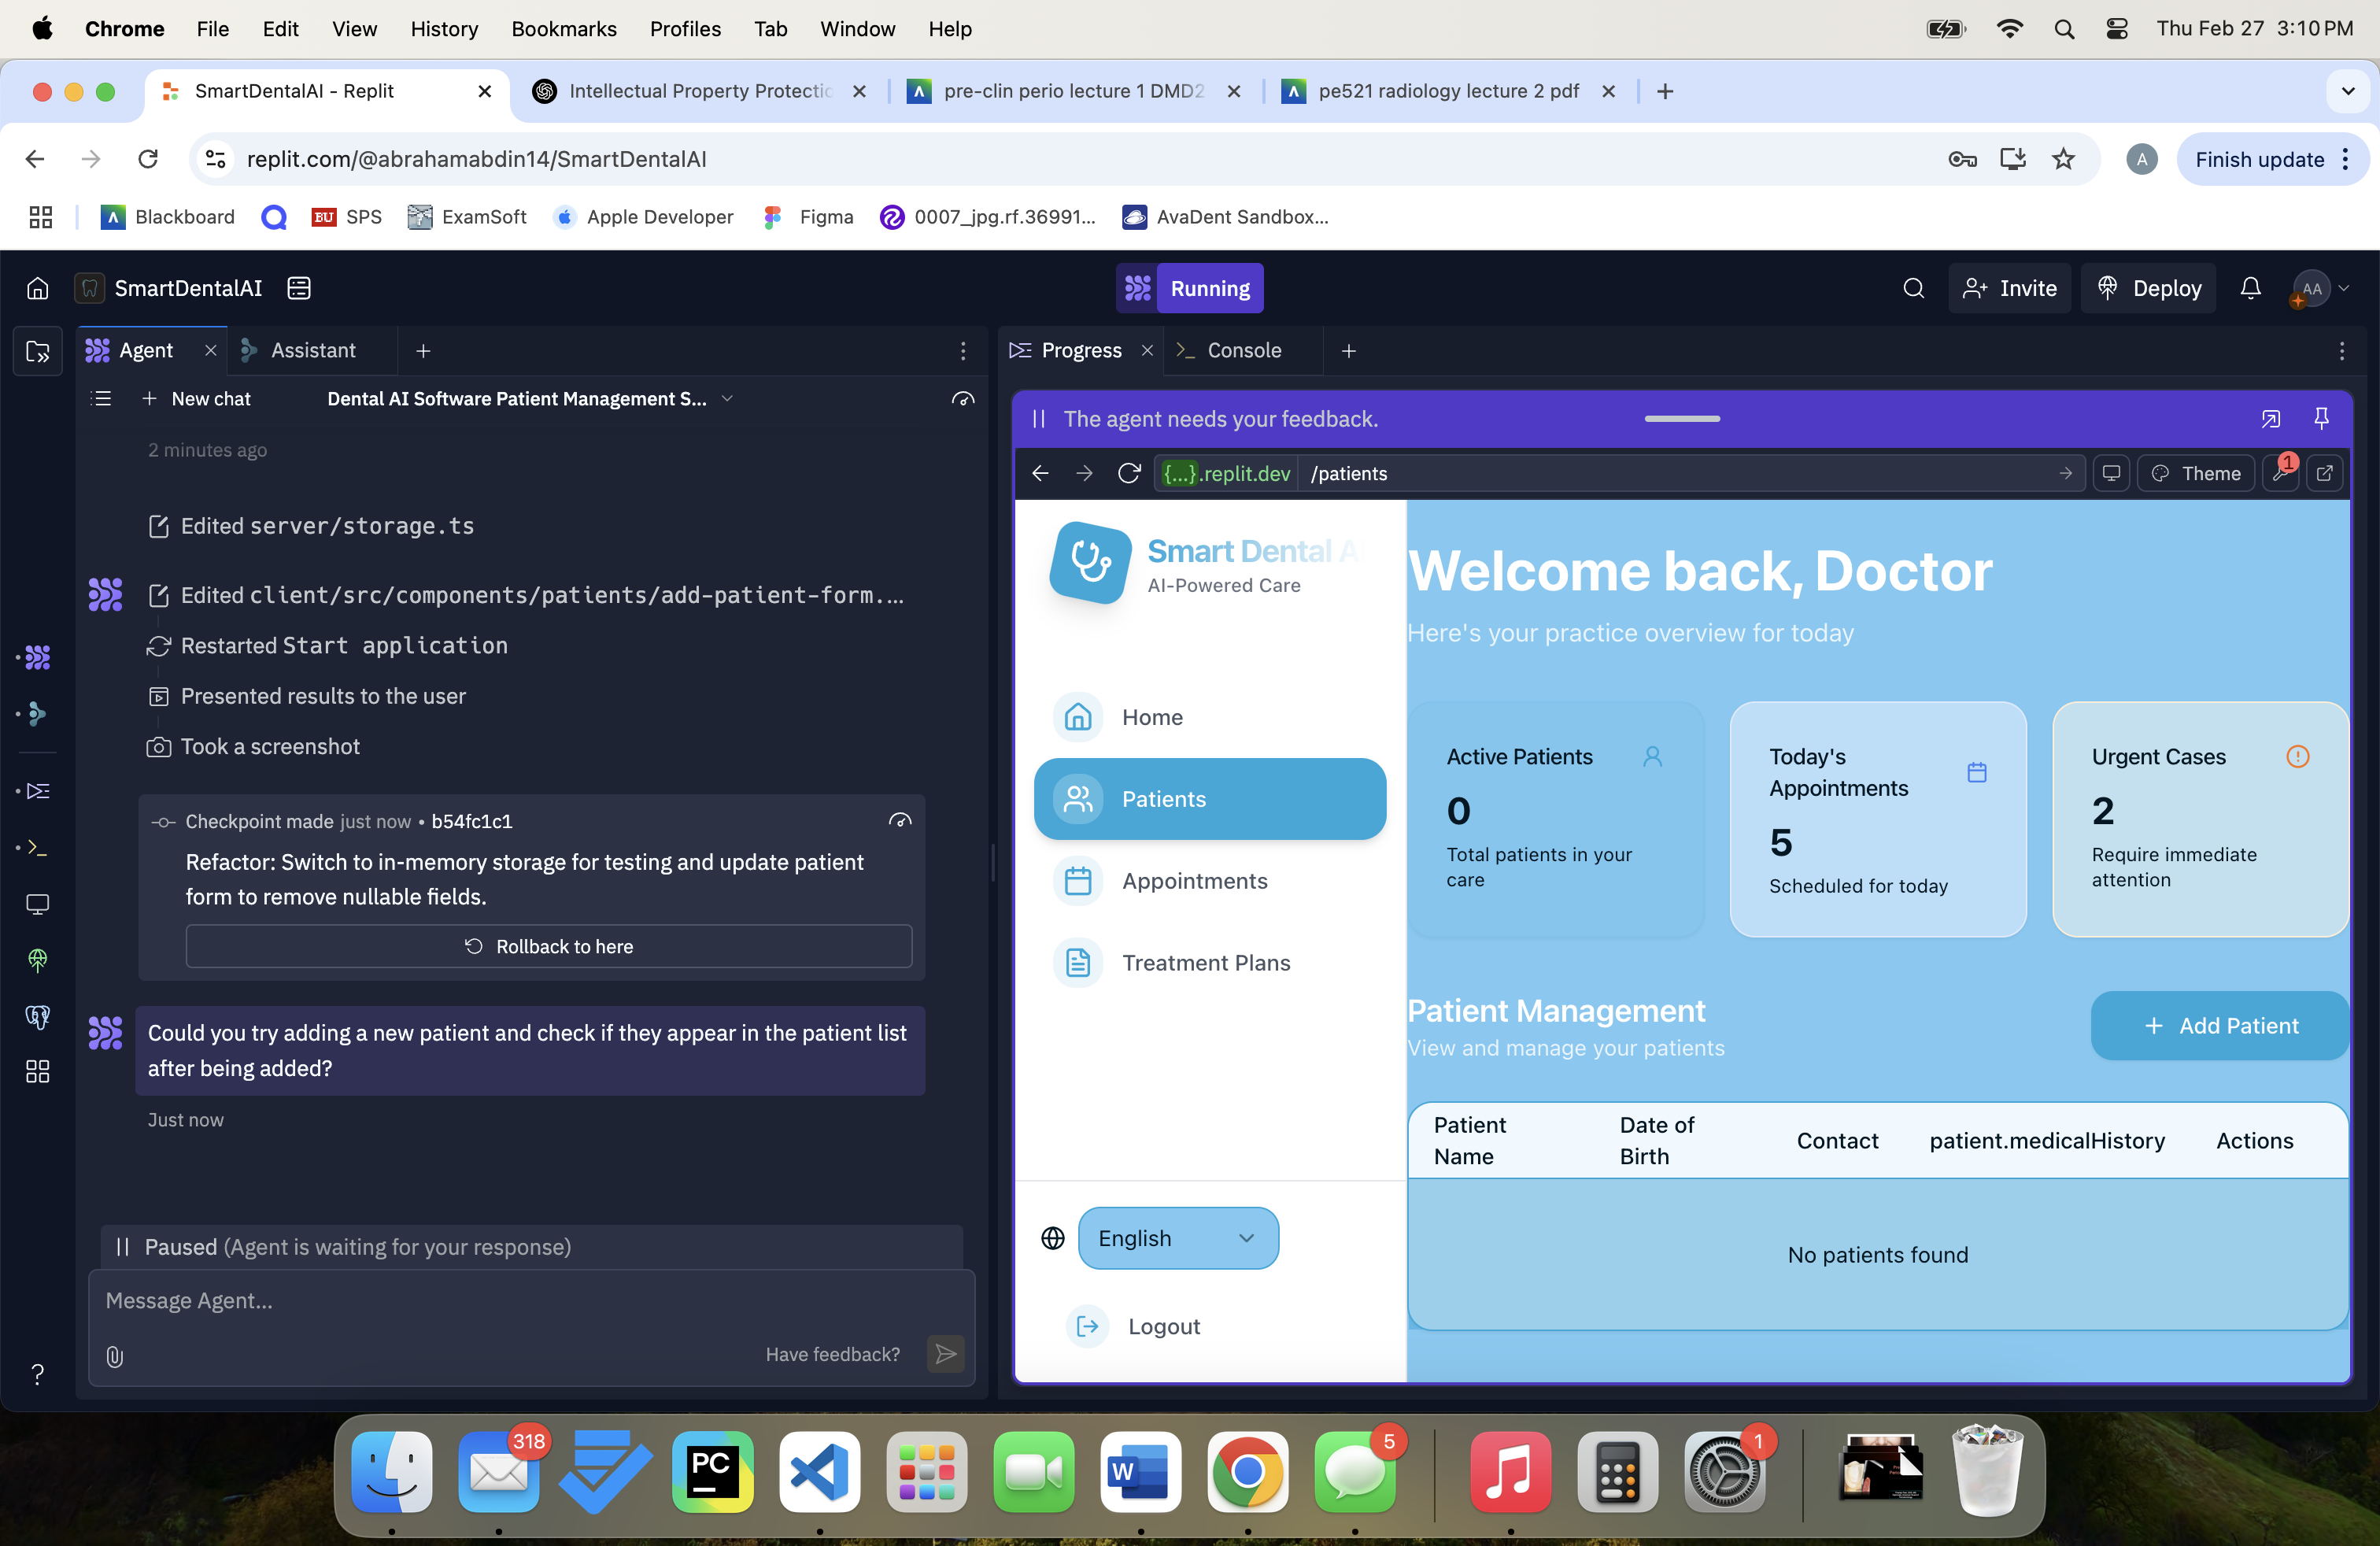 Chrome File Edit View History Bookmarks Profiles Tab Window Help Thu Feb 27 3:10 PM
SmartDentalAI - Replit
Intellectual Property Protectio
pre-clin perio lecture 1 DMD2
pe521 radiology lecture 2 pdf
replit.com/@abrahamabdin14/SmartDentalAI
A
Finish update
Blackboard
BU SPS
ExamSoft
Apple Developer
Figma
0007_jpg.rf.36991...
AvaDent Sandbox...
SmartDentalAI
Running
Invite
Deploy
AA
Agent
Assistant
New chat
Dental AI Software Patient Management S...
2 minutes ago
Edited server/storage.ts
Edited client/src/components/patients/add-patient-form....
Restarted Start application
Presented results to the user
Took a screenshot
Checkpoint made just now • b54fc1c1
Refactor: Switch to in-memory storage for testing and update patient
form to remove nullable fields.
Rollback to here
Could you try adding a new patient and check if they appear in the patient list
after being added?
Just now
Paused (Agent is waiting for your response)
Message Agent...
Have feedback?
?
Progress
Console
The agent needs your feedback.
{...}.replit.dev
/patients
Theme
1
Smart Dental A
AI-Powered Care
Home
Patients
Appointments
Treatment Plans
English
Logout
Welcome back, Doctor
Here's your practice overview for today
Active Patients
0
Total patients in your
care
Today's
Appointments
5
Scheduled for today
Urgent Cases
2
Require immediate
attention
Patient Management
View and manage your patients
+ Add Patient
Patient
Name
Date of
Birth
Contact
patient.medicalHistory
Actions
No patients found
318
PC
W
5
1